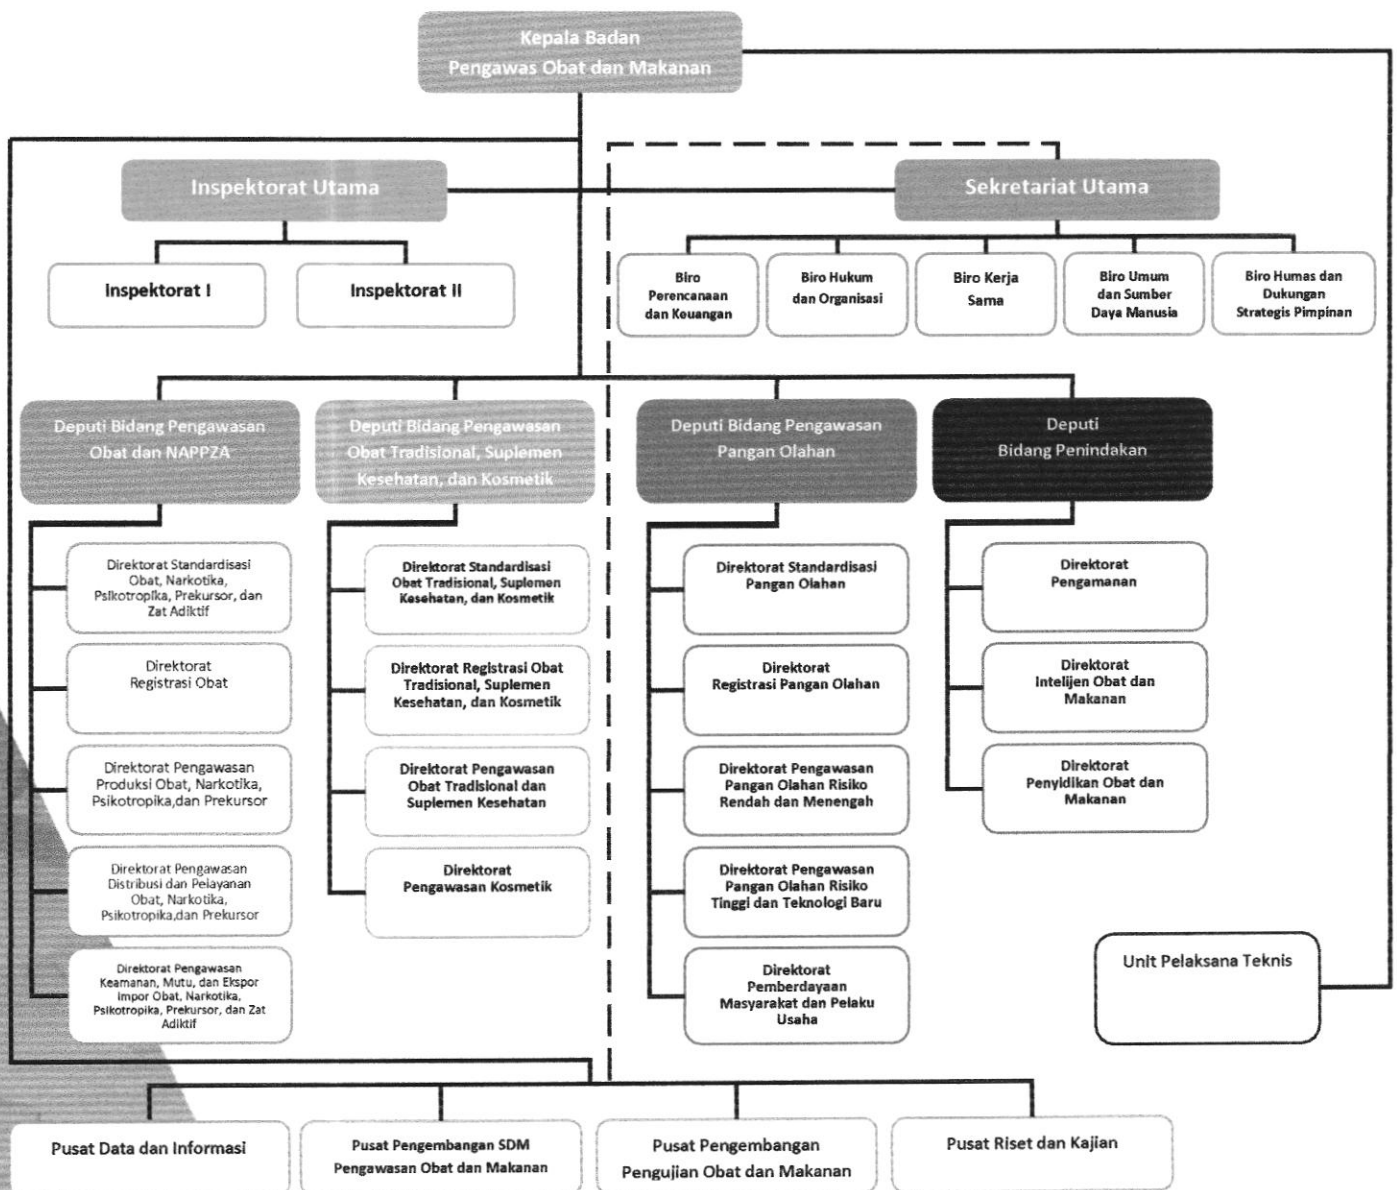 Kepala Badan
Pengawas Obat dan Makanan
Inspektorat Utama
Sekretariat Utama
Inspektorat I
Inspektorat II
Biro
Perencanaan
dan Keuangan
Biro Hukum
dan Organisasi
Biro Kerja
Sama
Biro Umum
dan Sumber
Daya Manusia
Biro Humas dan
Dukungan
Strategis Pimpinan
Deputi Bidang Pengawasan
Obat dan NAPPZA
Deputi Bidang Pengawasan
Obat Tradisional, Suplemen
Kesehatan, dan Kosmetik
Deputi Bidang Pengawasan
Pangan Olahan
Deputi
Bidang Penindakan
Direktorat Standardisasi
Obat, Narkotika,
Psikotropika, Prekursor, dan
Zat Adiktif
Direktorat
Registrasi Obat
Direktorat Pengawasan
Produksi Obat, Narkotika,
Psikotropika,dan Prekursor
Direktorat Pengawasan
Distribusi dan Pelayanan
Obat, Narkotika,
Psikotropika,dan Prekursor
Direktorat Pengawasan
Keamanan, Mutu, dan Ekspor
Impor Obat, Narkotika,
Psikotropika, Prekursor, dan Zat
Adiktif
Direktorat Standardisasi
Obat Tradisional, Suplemen
Kesehatan, dan Kosmetik
Direktorat Registrasi Obat
Tradisional, Suplemen
Kesehatan, dan Kosmetik
Direktorat Pengawasan
Obat Tradisional dan
Suplemen Kesehatan
Direktorat
Pengawasan Kosmetik
Direktorat Standardisasi
Pangan Olahan
Direktorat
Registrasi Pangan Olahan
Direktorat Pengawasan
Pangan Olahan Risiko
Rendah dan Menengah
Direktorat Pengawasan
Pangan Olahan Risiko
Tinggi dan Teknologi Baru
Direktorat
Pemberdayaan
Masyarakat dan Pelaku
Usaha
Direktorat
Pengamanan
Direktorat
Intelijen Obat dan
Makanan
Direktorat
Penyidikan Obat dan
Makanan
Unit Pelaksana Teknis
Pusat Data dan Informasi
Pusat Pengembangan SDM
Pengawasan Obat dan Makanan
Pusat Pengembangan
Pengujian Obat dan Makanan
Pusat Riset dan Kajian